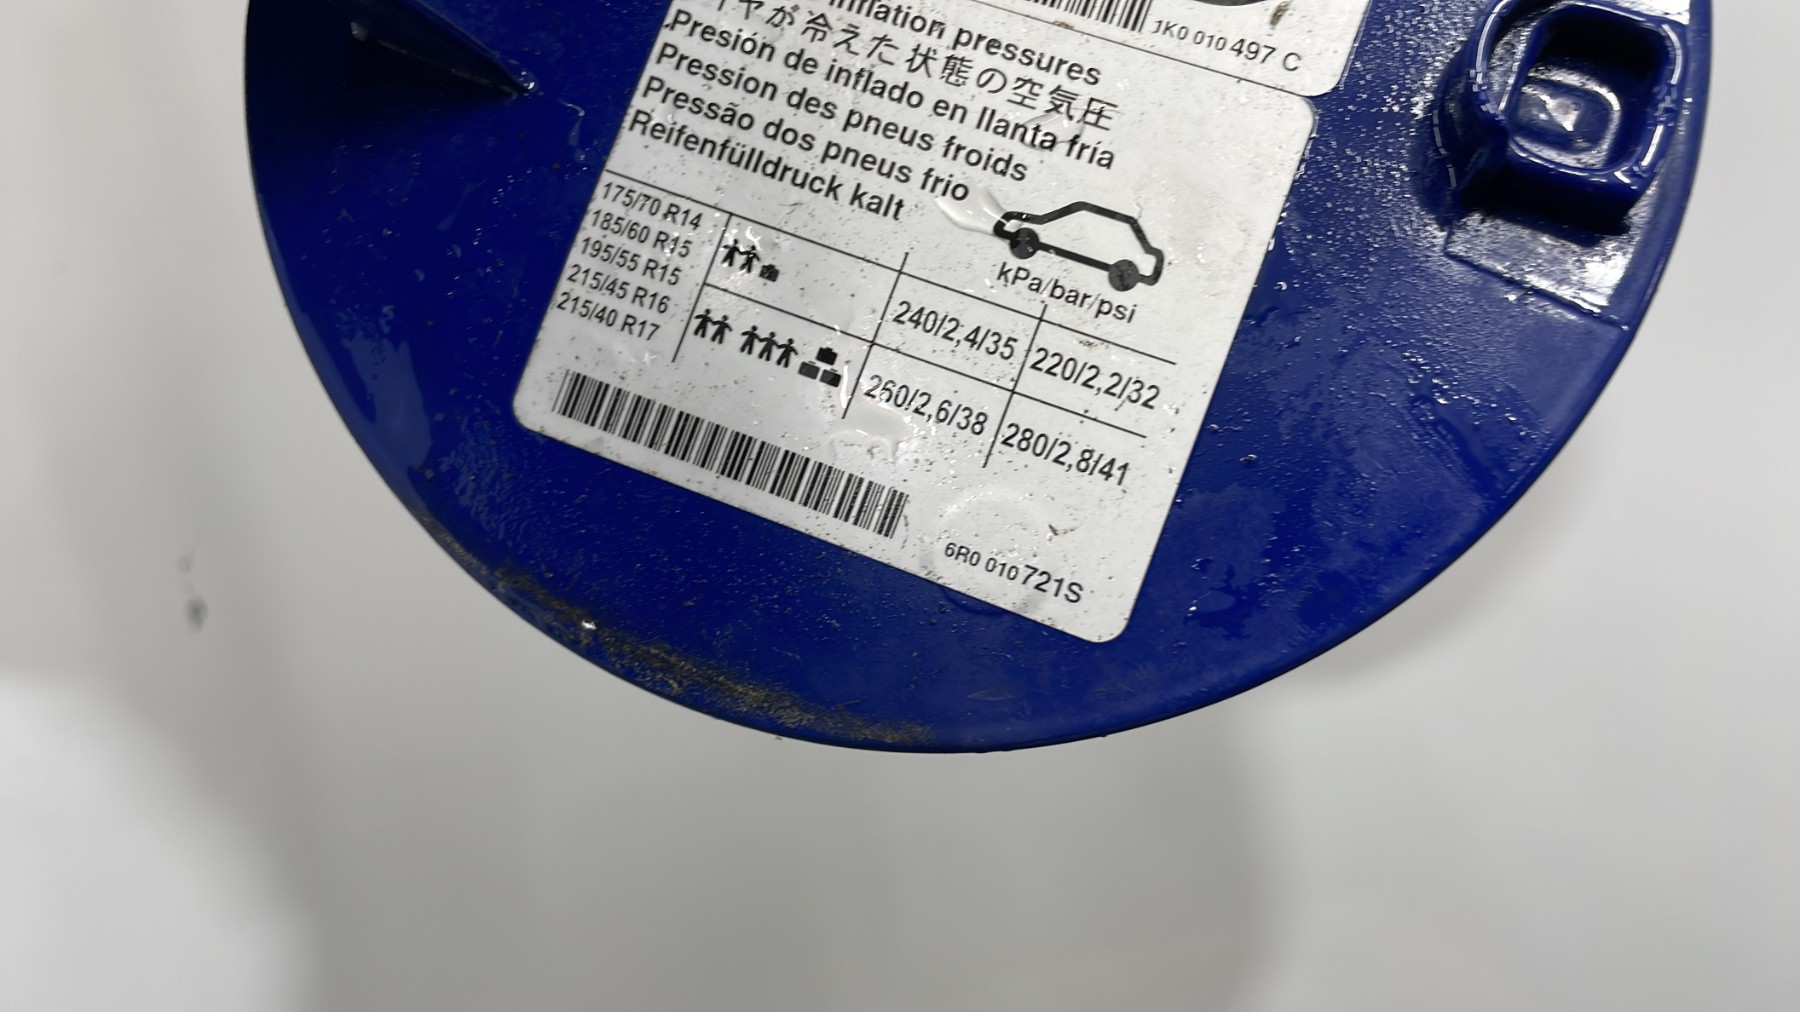 1K0 010 497 C
inflation pressures
イヤが冷えた状態の空気圧
Presión de inflado en llanta fría
Pression des pneus froids
Pressão dos pneus frio
Reifenfülldruck kalt
kPa/bar/psi
175/70 R14
185/60 R15
195/55 R15
215/45 R16
215/40 R17
240/2,4/35 220/2,2/32
260/2,6/38 280/2,8/41
6R0 010 721S